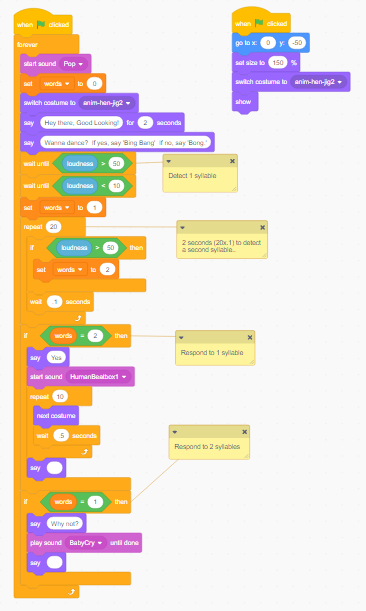 when clicked
forever
start sound Pop
set words to 0
switch costume to anim-hen-jig2
say Hey there, Good Looking! for 2 seconds
say Wanna dance? If yes, say 'Bing Bang'. If no, say 'Bong.'
wait until loudness > 50
wait until loudness < 10
set words to 1
repeat 20
if loudness > 50 then
set words to 2
wait .1 seconds
if words = 2 then
say Yes
start sound HumanBeatbox1
repeat 10
next costume
wait .5 seconds
say
if words = 1 then
say Why not?
play sound BabyCry until done
say
when clicked
go to x: 0 y: -50
set size to 150 %
switch costume to anim-hen-jig2
show
Detect 1 syllable
2 seconds (20x.1) to detect
a second syllable..
Respond to 1 syllable
Respond to 2 syllables